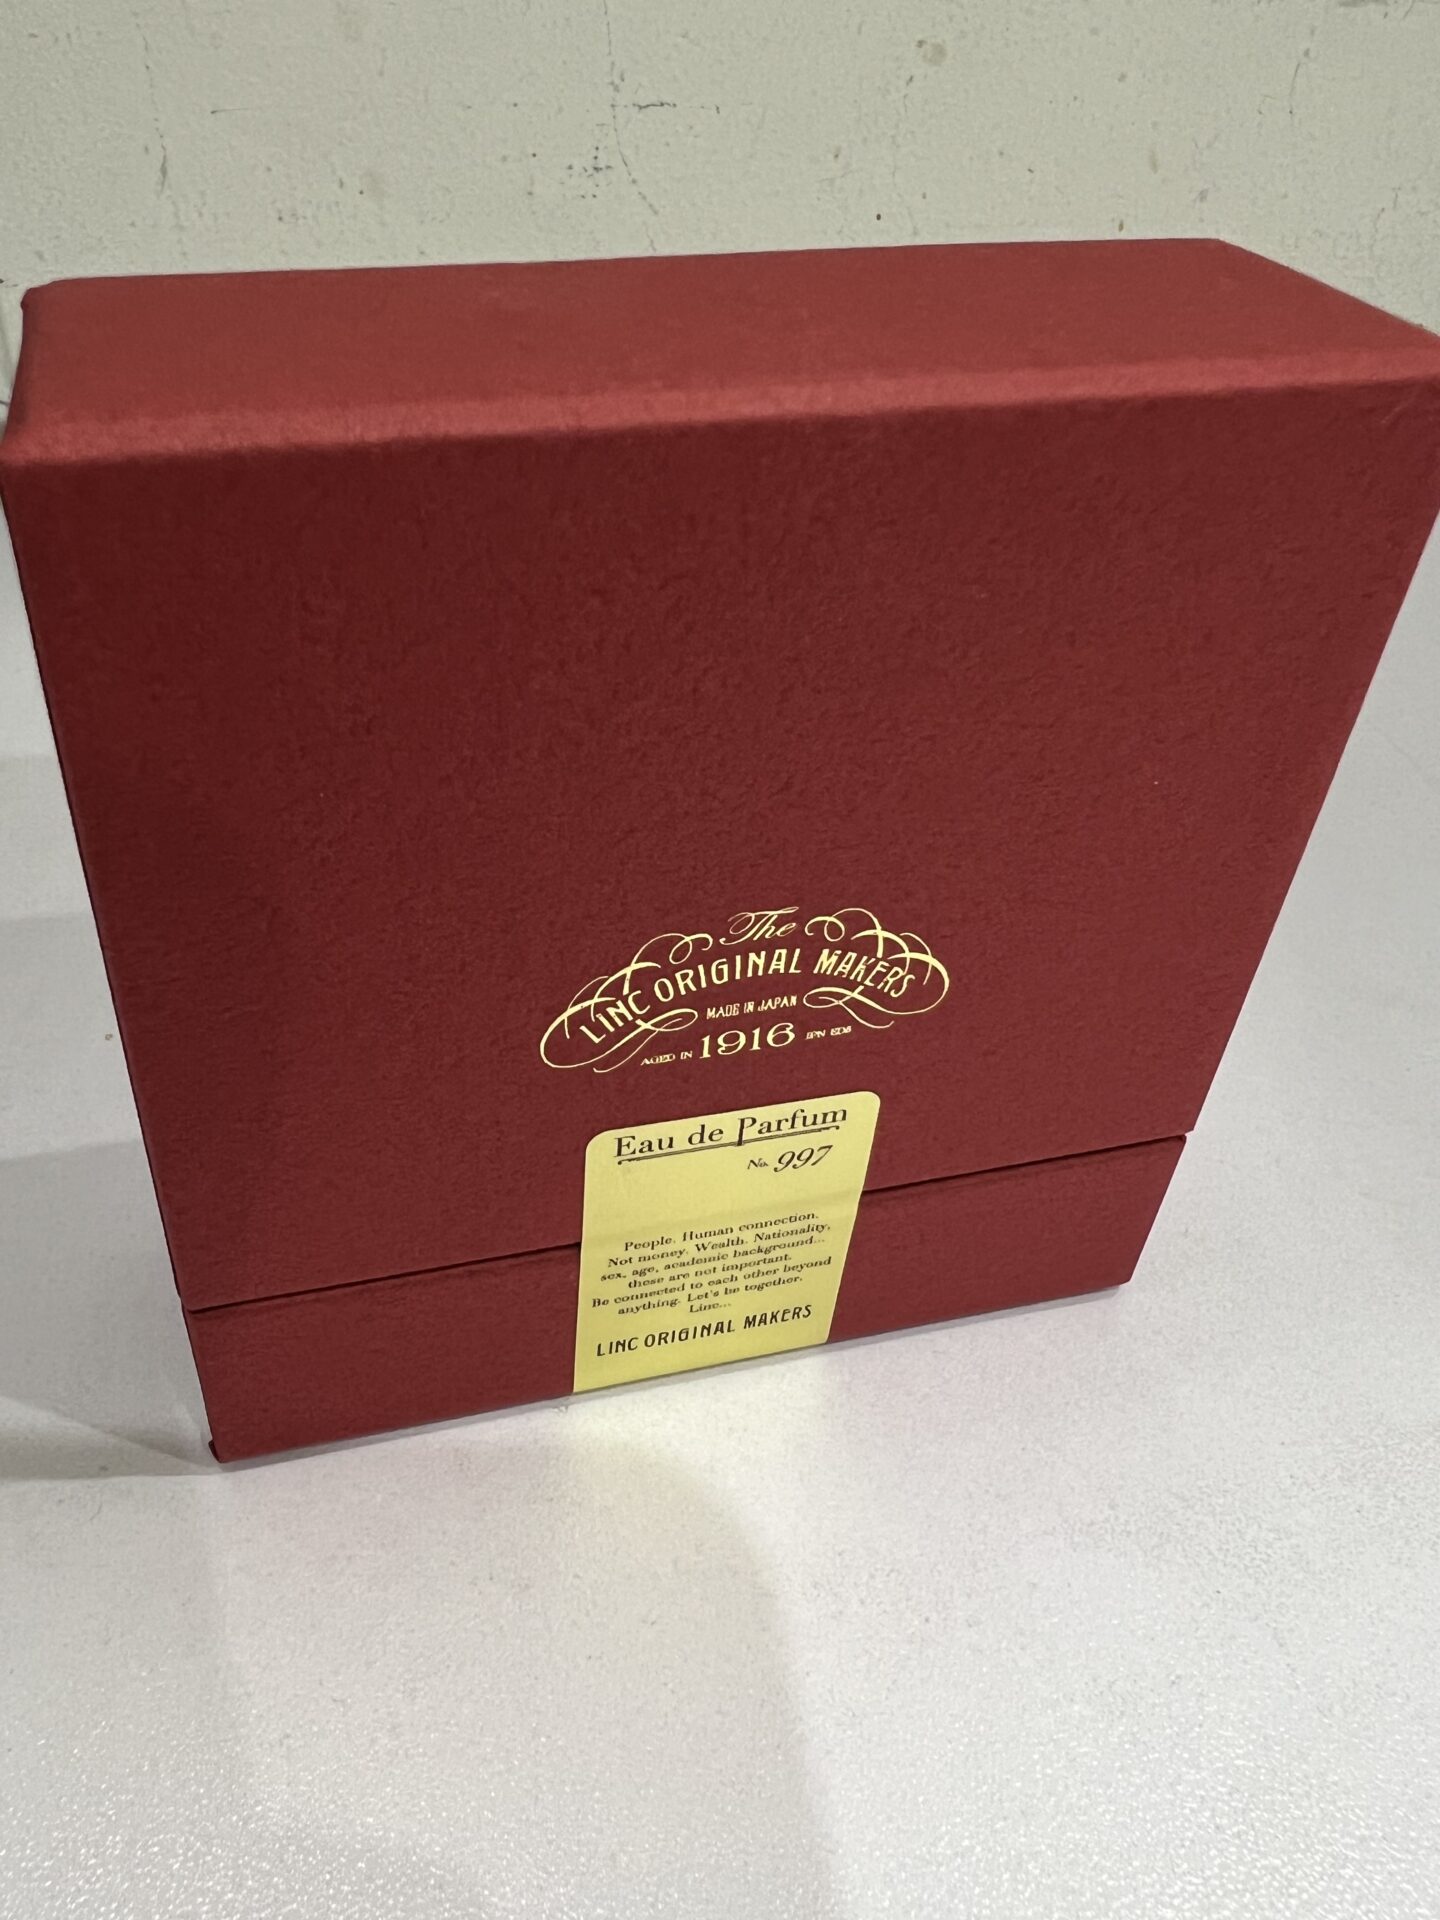 The
LINC ORIGINAL MAKERS
MADE IN JAPAN
AGED IN 1916
Eau de Parfum
No. 997
People. Human connection.
Not money. Wealth. Nationality,
sex, age, academic background...
these are not important.
Be connected to each other beyond
anything. Let's be together.
Linc...
LINC ORIGINAL MAKERS